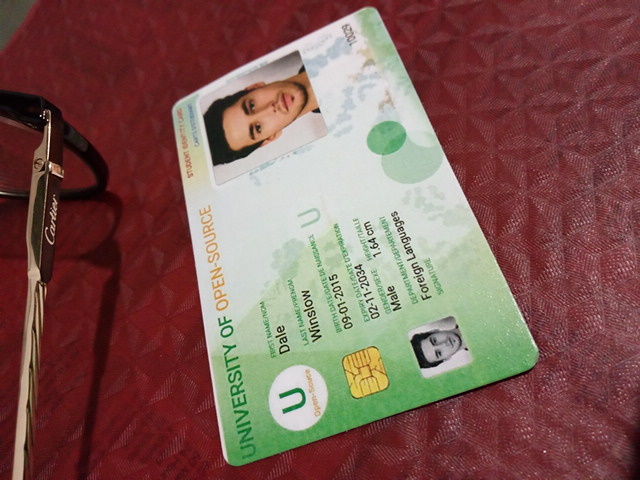 UNIVERSITY OF OPEN-SOURCE
STUDENT IDENTITY CARD
FIRST NAME/NOM
Dale
LAST NAME/PRENOM
Winslow
BIRTH DATE/DATE DE NAISSANCE
09-01-2015
EXPIRY DATE/DATE D'EXPIRATION
02-11-2034
GENDER/SEXE HEIGHT/TAILLE
Male 1,64 cm
DEPARTMENT/DEPARTEMENT
Foreign Languages
SIGNATURE
U
Open-Source
U
10029
Cartier